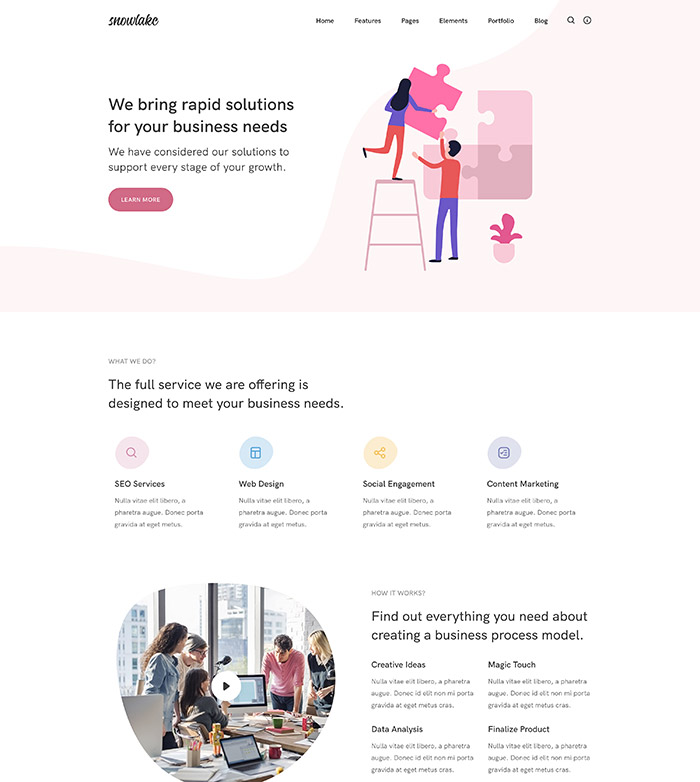 snowlake
Home Features Pages Elements Portfolio Blog
We bring rapid solutions
for your business needs
We have considered our solutions to
support every stage of your growth.
LEARN MORE
WHAT WE DO?
The full service we are offering is
designed to meet your business needs.
SEO Services
Nulla vitae elit libero, a
pharetra augue. Donec porta
gravida at eget metus.
Web Design
Nulla vitae elit libero, a
pharetra augue. Donec porta
gravida at eget metus.
Social Engagement
Nulla vitae elit libero, a
pharetra augue. Donec porta
gravida at eget metus.
Content Marketing
Nulla vitae elit libero, a
pharetra augue. Donec porta
gravida at eget metus.
HOW IT WORKS?
Find out everything you need about
creating a business process model.
Creative Ideas
Nulla vitae elit libero, a pharetra
augue. Donec id elit non mi porta
gravida at eget metus cras.
Magic Touch
Nulla vitae elit libero, a pharetra
augue. Donec id elit non mi porta
gravida at eget metus cras.
Data Analysis
Nulla vitae elit libero, a pharetra
augue. Donec id elit non mi porta
gravida at eget metus cras.
Finalize Product
Nulla vitae elit libero, a pharetra
augue. Donec id elit non mi porta
gravida at eget metus cras.